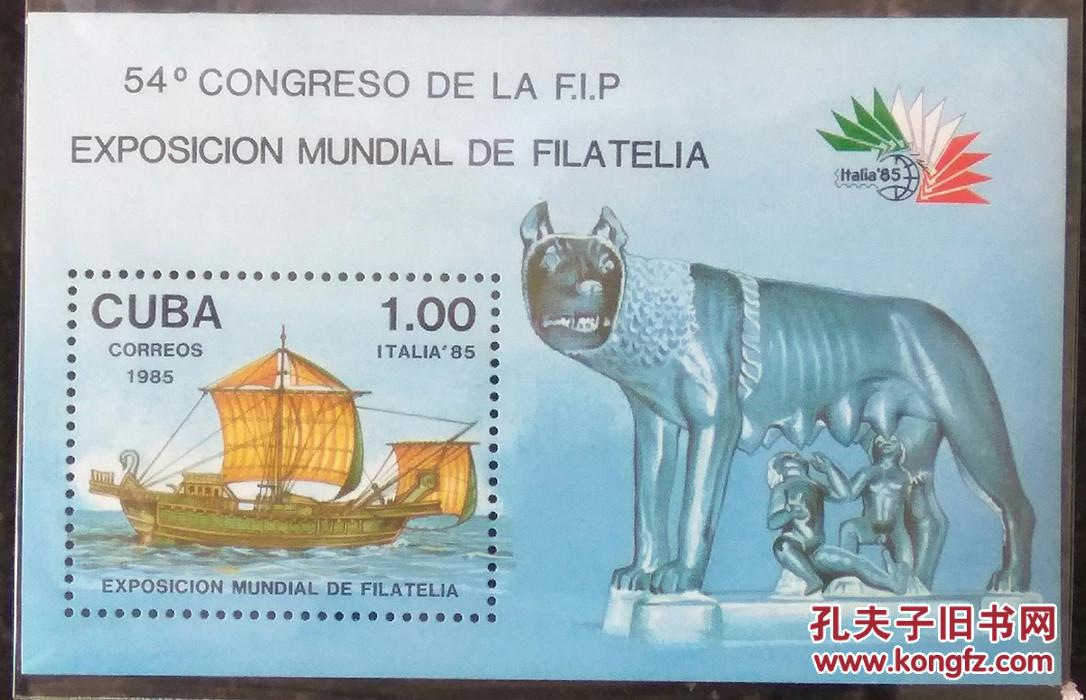 54º CONGRESO DE LA F.I.P
EXPOSICION MUNDIAL DE FILATELIA
Italia'85
CUBA 1.00
CORREOS ITALIA'85
1985
EXPOSICION MUNDIAL DE FILATELIA
孔夫子旧书网
www.kongfz.com